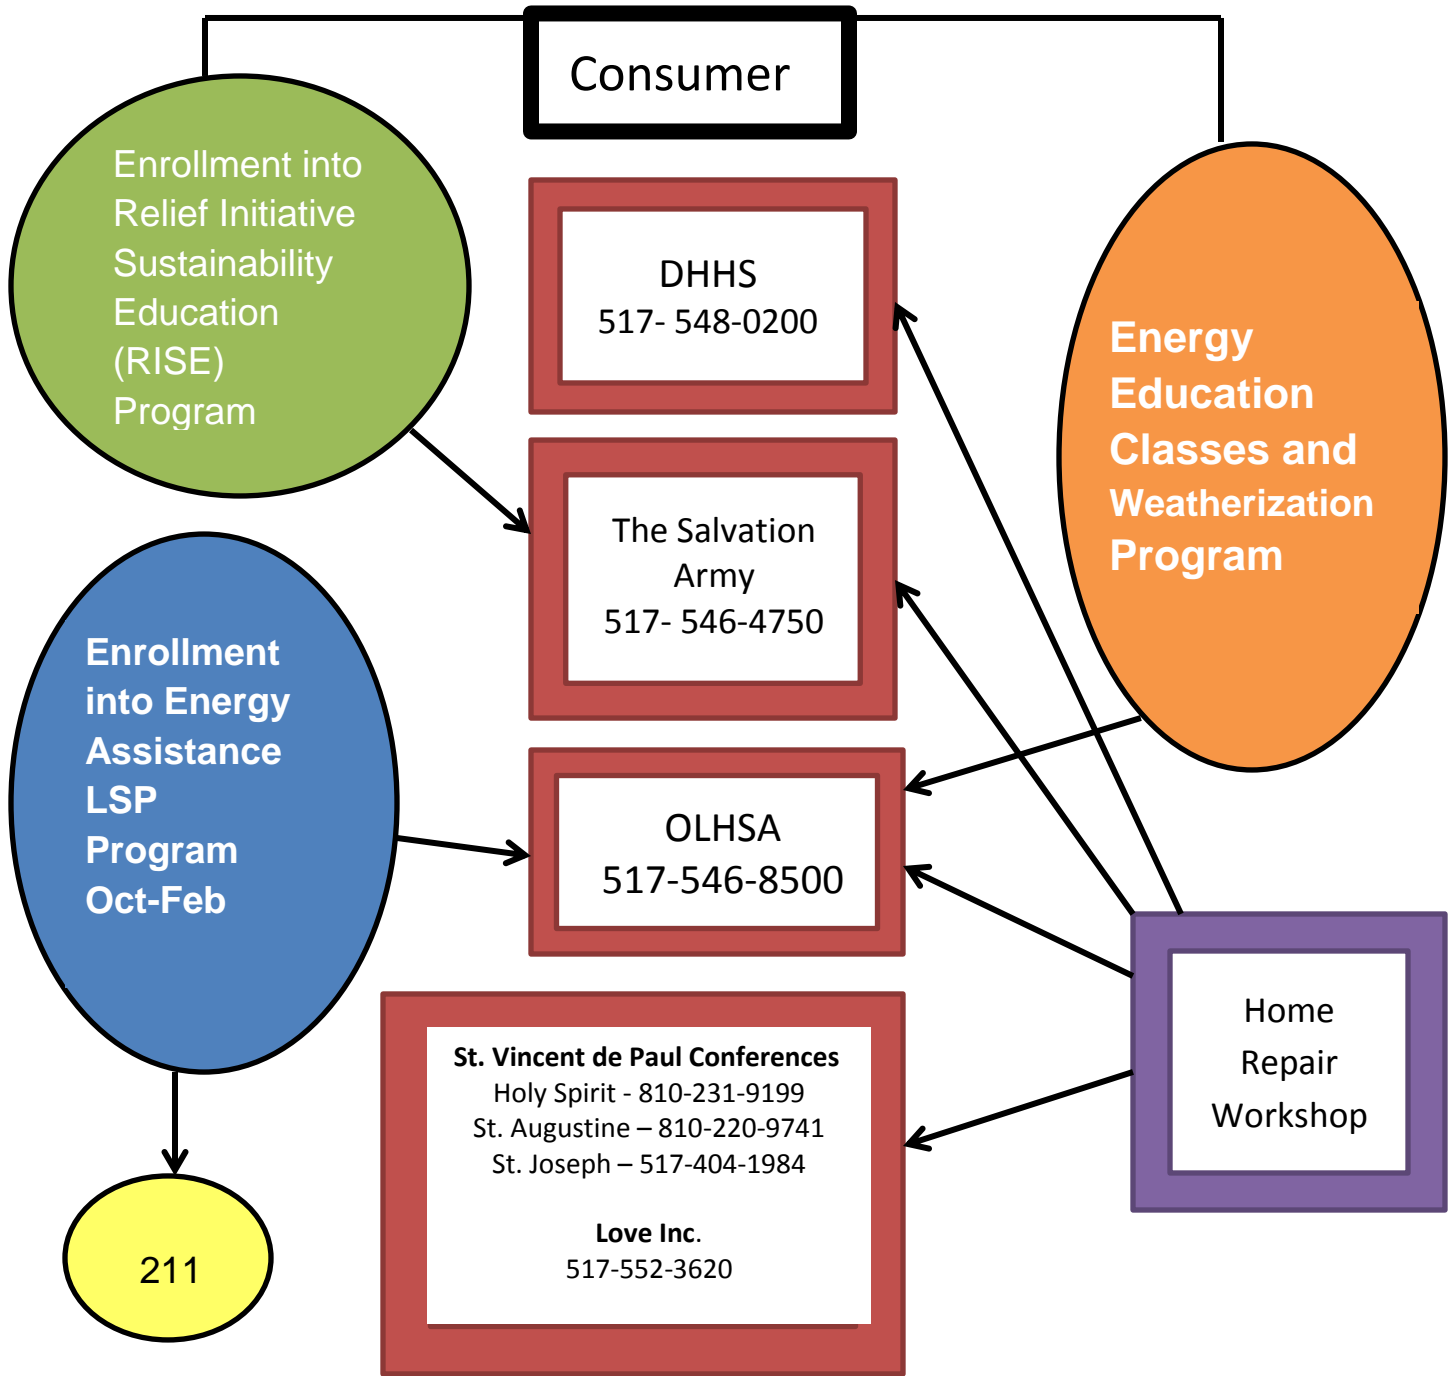 Consumer
Enrollment into
Relief Initiative
Sustainability
Education
(RISE)
Program
DHHS
517- 548-0200
Energy
Education
Classes and
Weatherization
Program
The Salvation
Army
517- 546-4750
Enrollment
into Energy
Assistance
LSP
Program
Oct-Feb
OLHSA
517-546-8500
Home
Repair
Workshop
St. Vincent de Paul Conferences
Holy Spirit - 810-231-9199
St. Augustine – 810-220-9741
St. Joseph – 517-404-1984
Love Inc.
517-552-3620
211